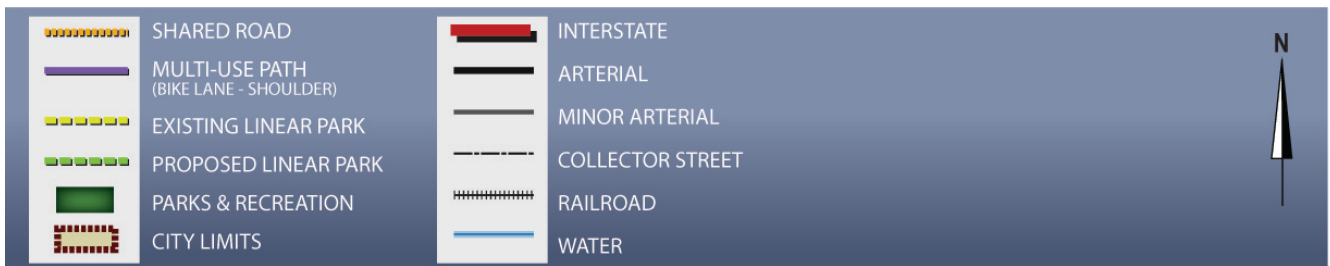 SHARED ROAD
MULTI-USE PATH
(BIKE LANE - SHOULDER)
EXISTING LINEAR PARK
PROPOSED LINEAR PARK
PARKS & RECREATION
CITY LIMITS
INTERSTATE
ARTERIAL
MINOR ARTERIAL
COLLECTOR STREET
RAILROAD
WATER
N